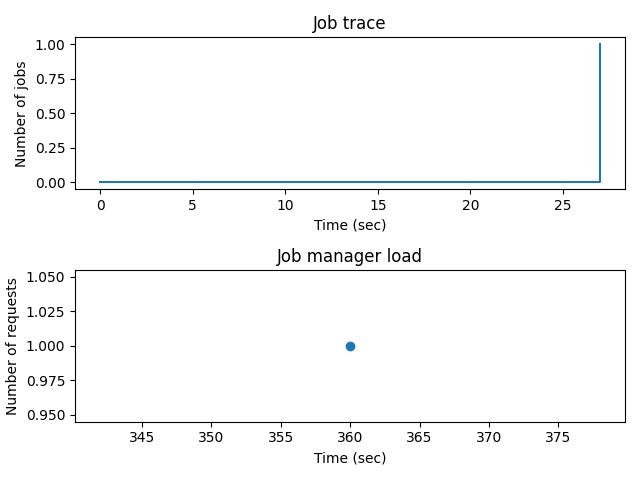 Job trace
Number of jobs
1.00
0.75
0.50
0.25
0.00
0 5 10 15 20 25
Time (sec)
Job manager load
Number of requests
1.050
1.025
1.000
0.975
0.950
345 350 355 360 365 370 375
Time (sec)